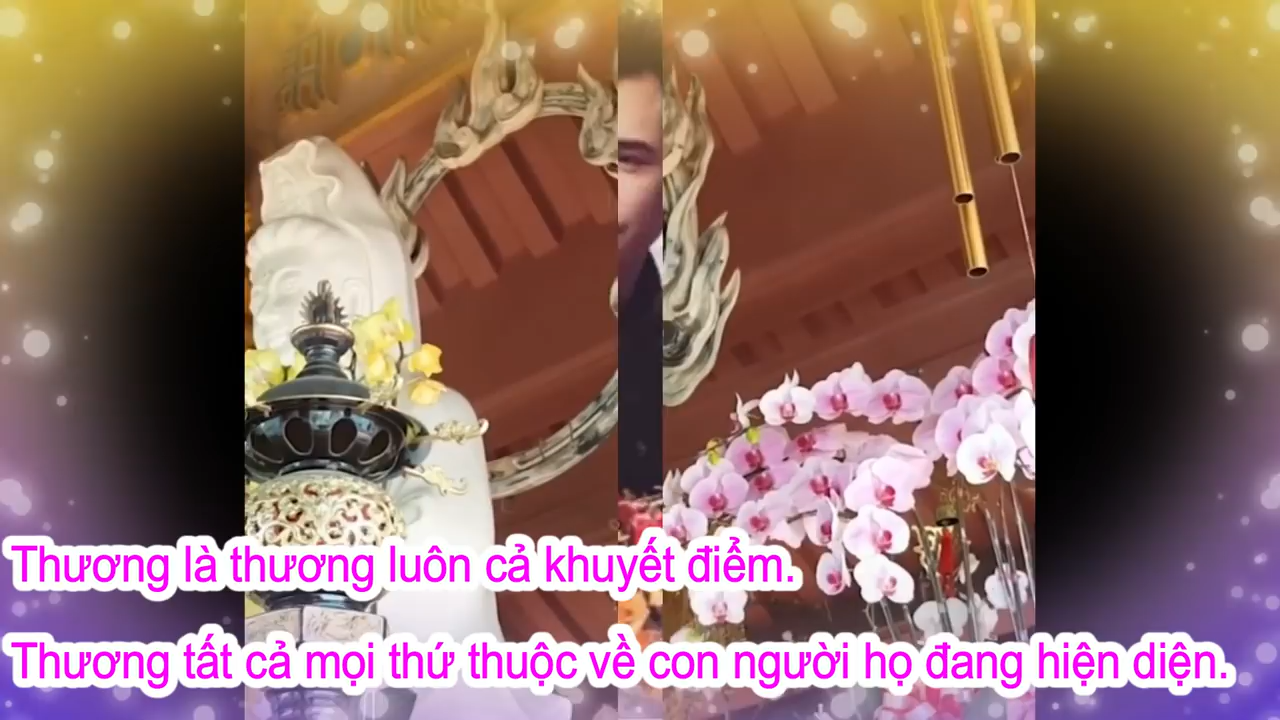 Thương là thương luôn cả khuyết điểm.
Thương tất cả mọi thứ thuộc về con người họ đang hiện diện.